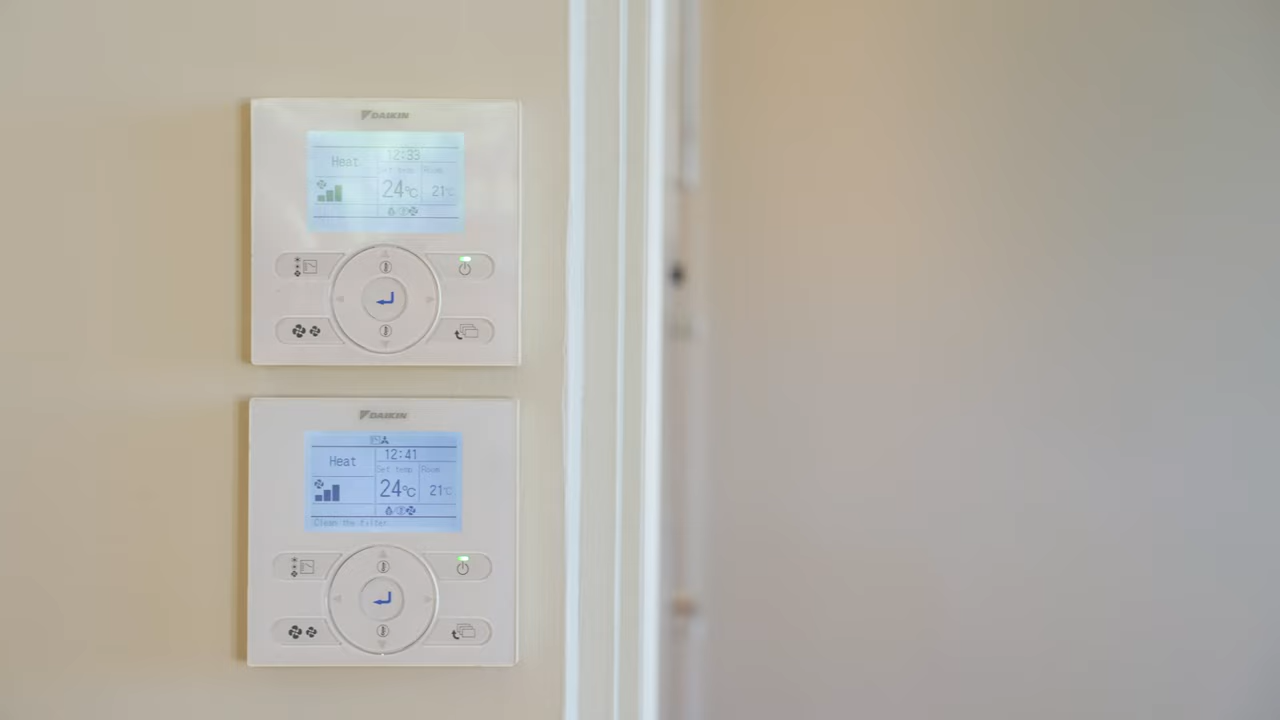 DAIKIN
12:33
Heat
Set temp Room
24°C 21°C
DAIKIN
12:41
Heat
Set temp Room
24°C 21°C
Clean the filter